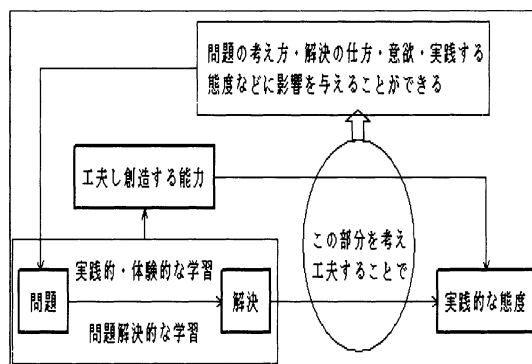 問題の考え方・解決の仕方・意欲・実践する
態度などに影響を与えることができる
工夫し創造する能力
この部分を考え
工夫することで
実践的・体験的な学習
問題
解決
実践的な態度
問題解決的な学習